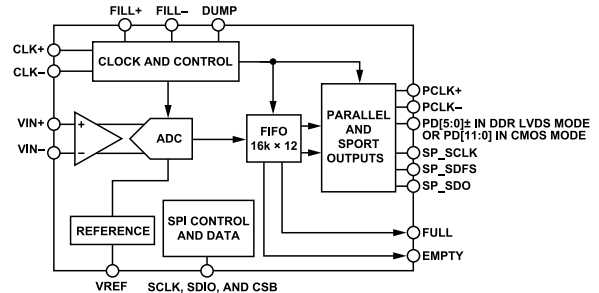 FILL+ FILL– DUMP
CLK+
CLK–
CLOCK AND CONTROL
VIN+
VIN–
+
–
ADC
FIFO
16k × 12
PARALLEL
AND
SPORT
OUTPUTS
PCLK+
PCLK–
PD[5:0]± IN DDR LVDS MODE
OR PD[11:0] IN CMOS MODE
SP_SCLK
SP_SDFS
SP_SDO
REFERENCE
SPI CONTROL
AND DATA
FULL
EMPTY
VREF
SCLK, SDIO, AND CSB